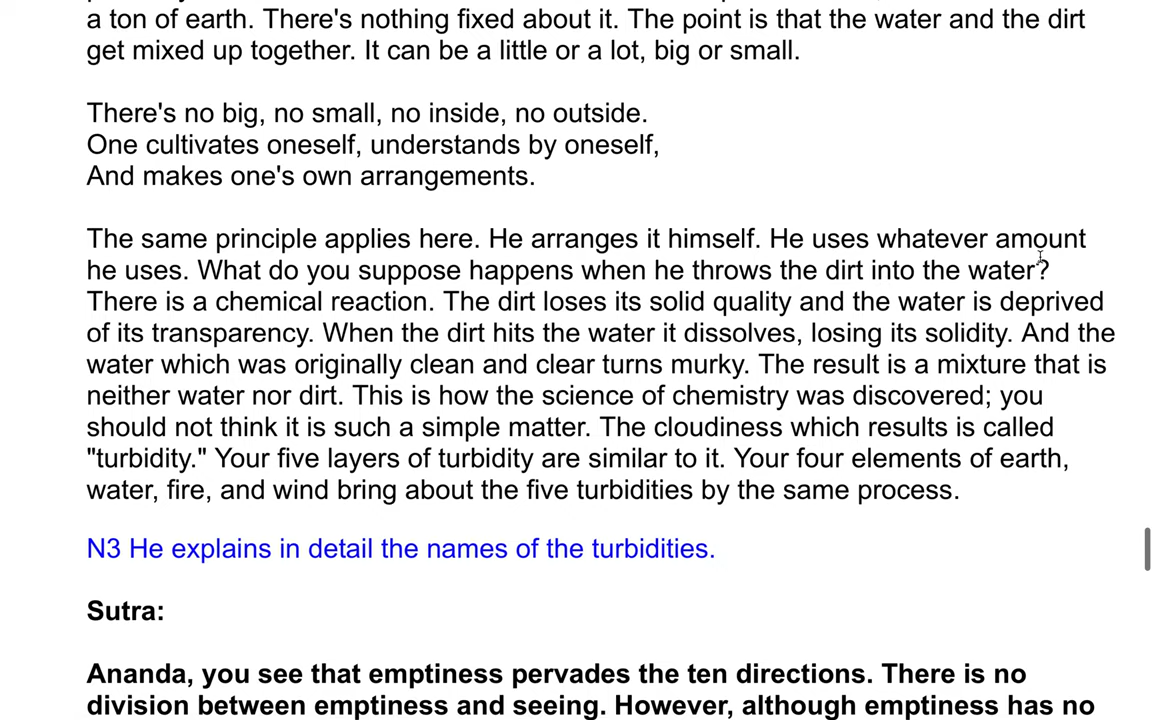 a ton of earth. There's nothing fixed about it. The point is that the water and the dirt
get mixed up together. It can be a little or a lot, big or small.
There's no big, no small, no inside, no outside.
One cultivates oneself, understands by oneself,
And makes one's own arrangements.
The same principle applies here. He arranges it himself. He uses whatever amount
he uses. What do you suppose happens when he throws the dirt into the water?
There is a chemical reaction. The dirt loses its solid quality and the water is deprived
of its transparency. When the dirt hits the water it dissolves, losing its solidity. And the
water which was originally clean and clear turns murky. The result is a mixture that is
neither water nor dirt. This is how the science of chemistry was discovered; you
should not think it is such a simple matter. The cloudiness which results is called
"turbidity." Your five layers of turbidity are similar to it. Your four elements of earth,
water, fire, and wind bring about the five turbidities by the same process.
N3 He explains in detail the names of the turbidities.
Sutra:
Ananda, you see that emptiness pervades the ten directions. There is no
division between emptiness and seeing. However, although emptiness has no